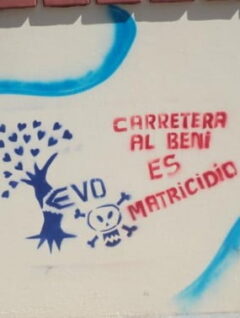 EVO
CARRETERA
AL BENi
ES
MATRiCiDiO